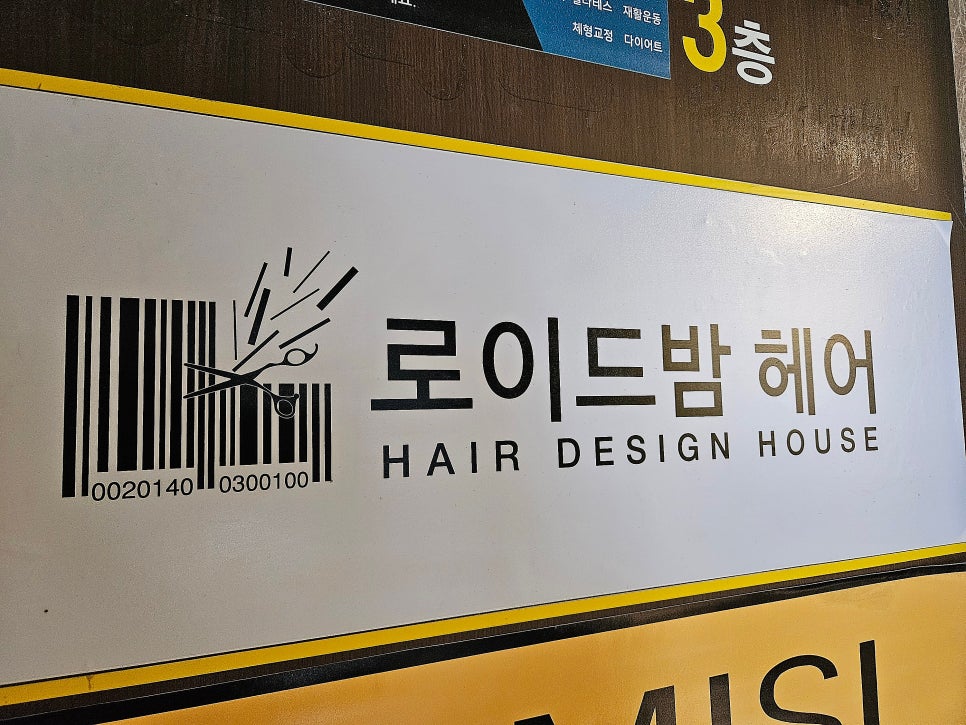 재활운동
체형교정 다이어트
3층
로이드밤 헤어
HAIR DESIGN HOUSE
0020140 0300100